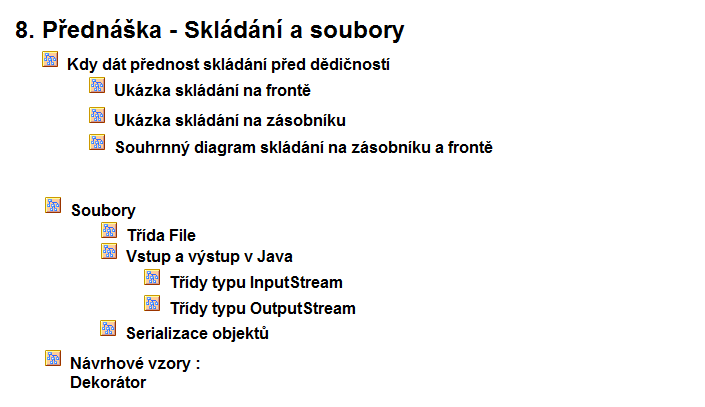 8. Přednáška - Skládání a soubory
Kdy dát přednost skládání před dědičností
Ukázka skládání na frontě
Ukázka skládání na zásobníku
Souhrnný diagram skládání na zásobníku a frontě
Soubory
Třída File
Vstup a výstup v Java
Třídy typu InputStream
Třídy typu OutputStream
Serializace objektů
Návrhové vzory :
Dekorátor